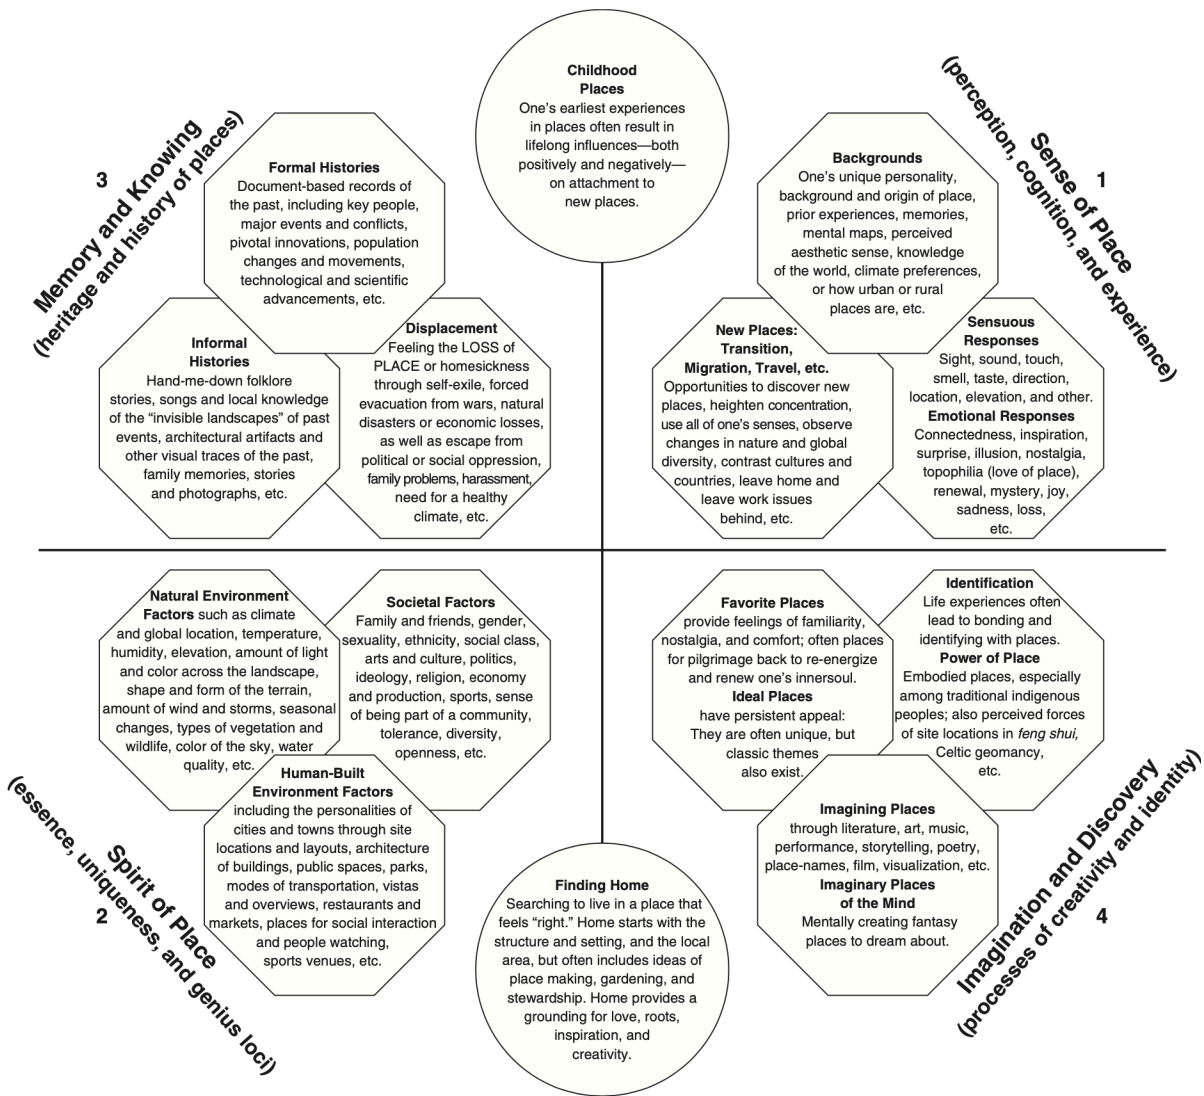 Childhood
Places
One's earliest experiences
in places often result in
lifelong influences—both
positively and negatively—
on attachment to
new places.
3
Memory and Knowing
(heritage and history of places)
Formal Histories
Document-based records of
the past, including key people,
major events and conflicts,
pivotal innovations, population
changes and movements,
technological and scientific
advancements, etc.
Informal
Histories
Hand-me-down folklore
stories, songs and local knowledge
of the “invisible landscapes” of past
events, architectural artifacts and
other visual traces of the past,
family memories, stories
and photographs, etc.
Displacement
Feeling the LOSS of
PLACE or homesickness
through self-exile, forced
evacuation from wars, natural
disasters or economic losses,
as well as escape from
political or social oppression,
family problems, harassment,
need for a healthy
climate, etc.
1
Sense of Place
(perception, cognition, and experience)
Backgrounds
One's unique personality,
background and origin of place,
prior experiences, memories,
mental maps, perceived
aesthetic sense, knowledge
of the world, climate preferences,
or how urban or rural
places are, etc.
New Places:
Transition,
Migration, Travel, etc.
Opportunities to discover new
places, heighten concentration,
use all of one's senses, observe
changes in nature and global
diversity, contrast cultures and
countries, leave home and
leave work issues
behind, etc.
Sensuous
Responses
Sight, sound, touch,
smell, taste, direction,
location, elevation, and other.
Emotional Responses
Connectedness, inspiration,
surprise, illusion, nostalgia,
topophilia (love of place),
renewal, mystery, joy,
sadness, loss,
etc.
Natural Environment
Factors such as climate
and global location, temperature,
humidity, elevation, amount of light
and color across the landscape,
shape and form of the terrain,
amount of wind and storms, seasonal
changes, types of vegetation and
wildlife, color of the sky, water
quality, etc.
Societal Factors
Family and friends, gender,
sexuality, ethnicity, social class,
arts and culture, politics,
ideology, religion, economy
and production, sports, sense
of being part of a community,
tolerance, diversity,
openness, etc.
Human-Built
Environment Factors
including the personalities of
cities and towns through site
locations and layouts, architecture
of buildings, public spaces, parks,
modes of transportation, vistas
and overviews, restaurants and
markets, places for social interaction
and people watching,
sports venues, etc.
Spirit of Place
(essence, uniqueness, and genius loci)
2
Favorite Places
provide feelings of familiarity,
nostalgia, and comfort; often places
for pilgrimage back to re-energize
and renew one's innersoul.
Ideal Places
have persistent appeal:
They are often unique, but
classic themes
also exist.
Identification
Life experiences often
lead to bonding and
identifying with places.
Power of Place
Embodied places, especially
among traditional indigenous
peoples; also perceived forces
of site locations in feng shui,
Celtic geomancy,
etc.
Imagining Places
through literature, art, music,
performance, storytelling, poetry,
place-names, film, visualization, etc.
Imaginary Places
of the Mind
Mentally creating fantasy
places to dream about.
Imagination and Discovery
(processes of creativity and identity)
4
Finding Home
Searching to live in a place that
feels “right.” Home starts with the
structure and setting, and the local
area, but often includes ideas of
place making, gardening, and
stewardship. Home provides a
grounding for love, roots,
inspiration, and
creativity.